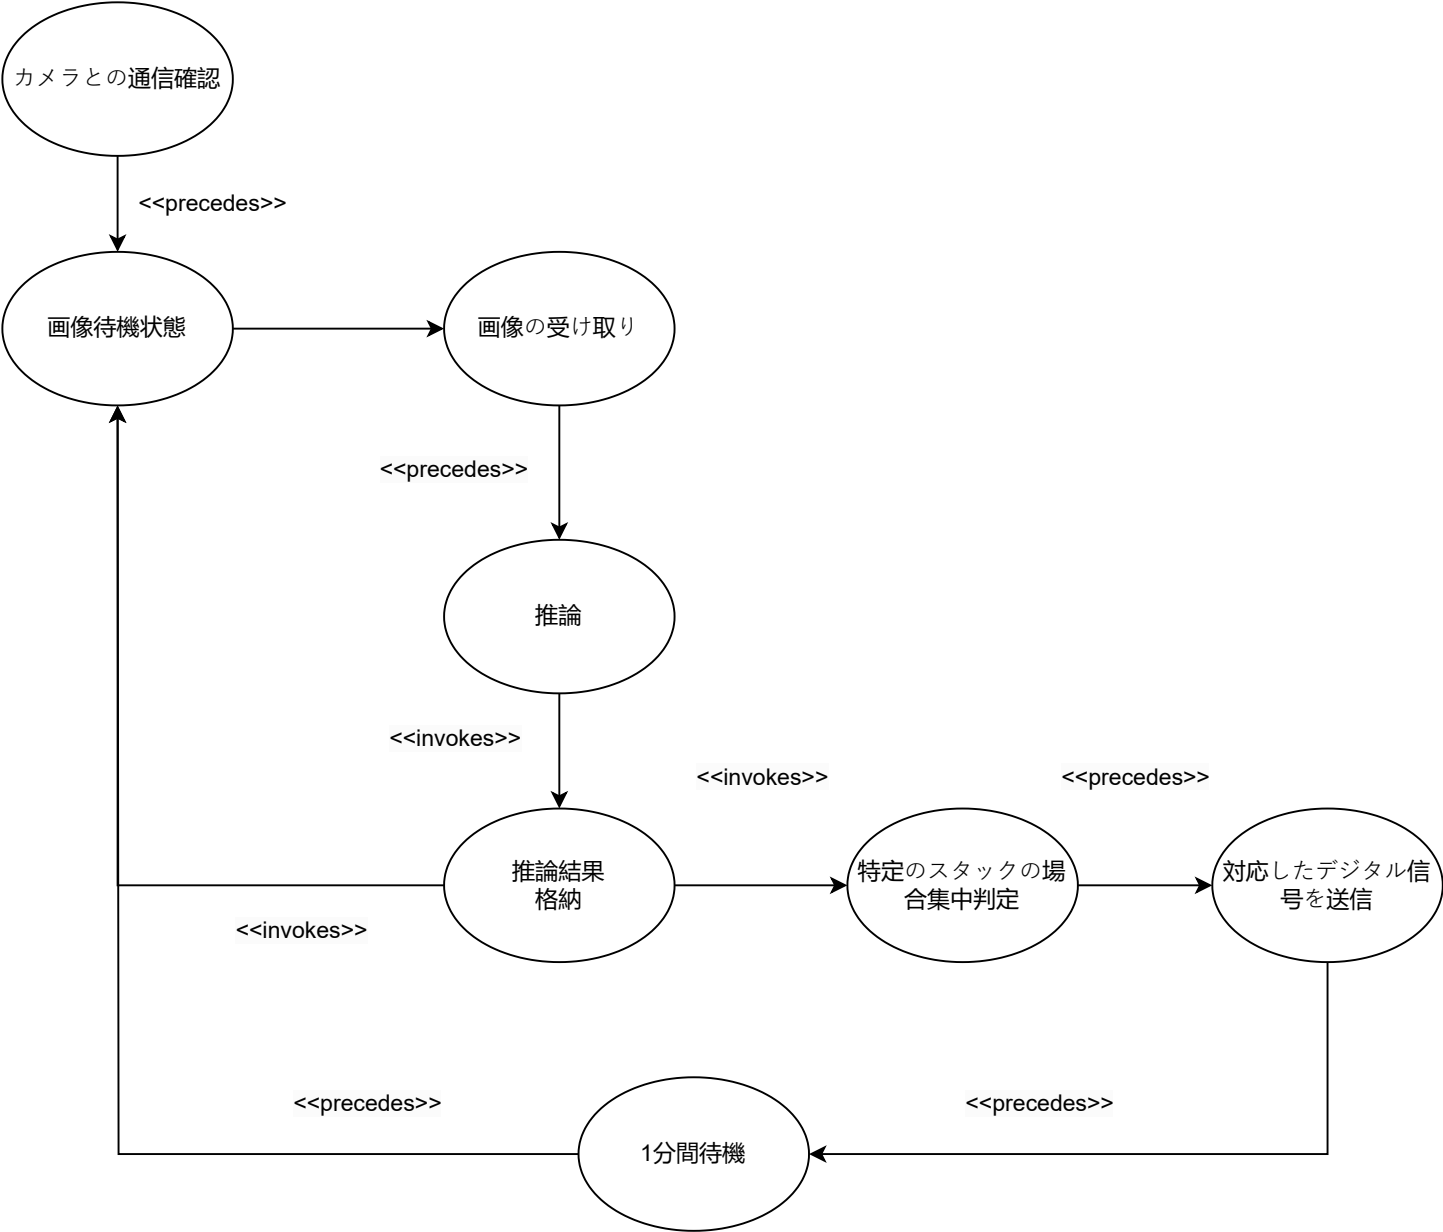 カメラとの通信確認
<<precedes>>
画像待機状態
画像の受け取り
<<precedes>>
推論
<<invokes>>
<<invokes>>
<<precedes>>
推論結果
格納
特定のスタックの場
合集中判定
対応したデジタル信
号を送信
<<invokes>>
<<precedes>>
<<precedes>>
1分間待機